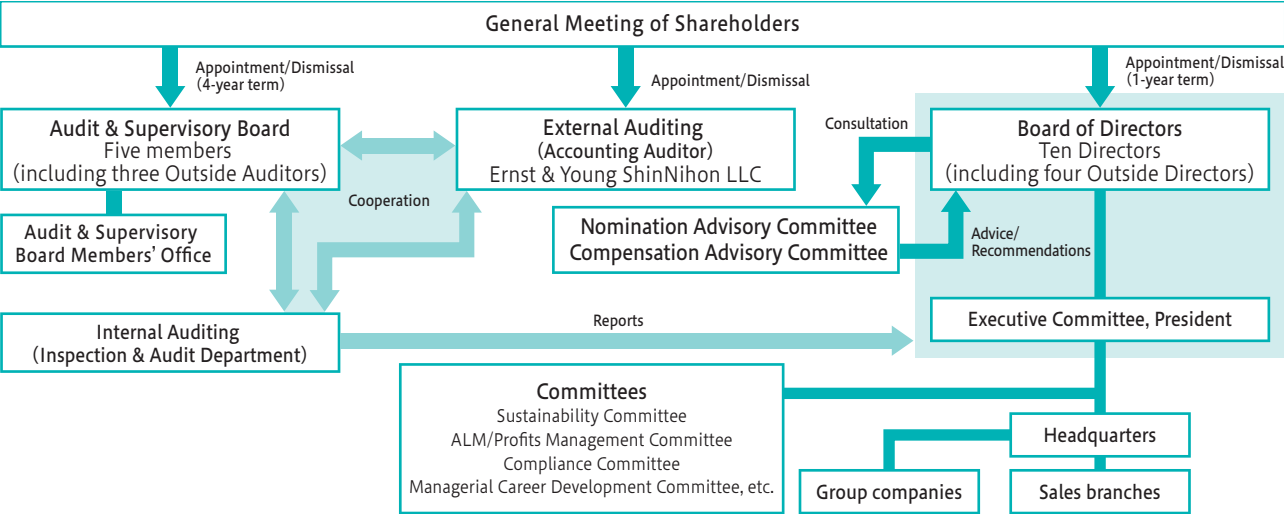 General Meeting of Shareholders
Appointment/Dismissal
(4-year term)
Appointment/Dismissal
Appointment/Dismissal
(1-year term)
Audit & Supervisory Board
Five members
(including three Outside Auditors)
External Auditing
(Accounting Auditor)
Ernst & Young ShinNihon LLC
Consultation
Board of Directors
Ten Directors
(including four Outside Directors)
Cooperation
Audit & Supervisory
Board Members’ Office
Nomination Advisory Committee
Compensation Advisory Committee
Advice/
Recommendations
Internal Auditing
(Inspection & Audit Department)
Reports
Executive Committee, President
Committees
Sustainability Committee
ALM/Profits Management Committee
Compliance Committee
Managerial Career Development Committee, etc.
Headquarters
Group companies
Sales branches